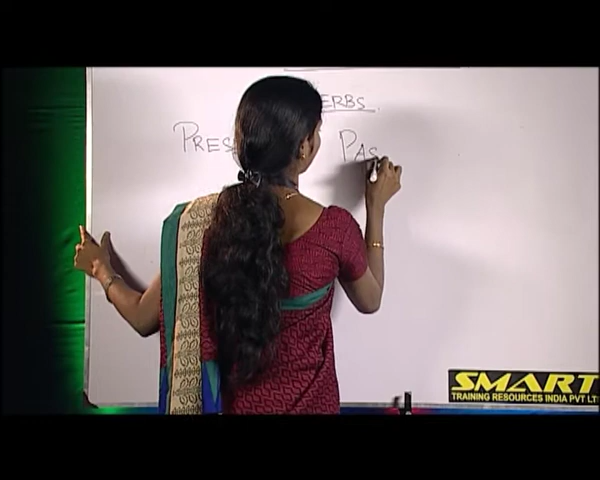 ERBS
PRES PAS
SMART
TRAINING RESOURCES INDIA PVT LT